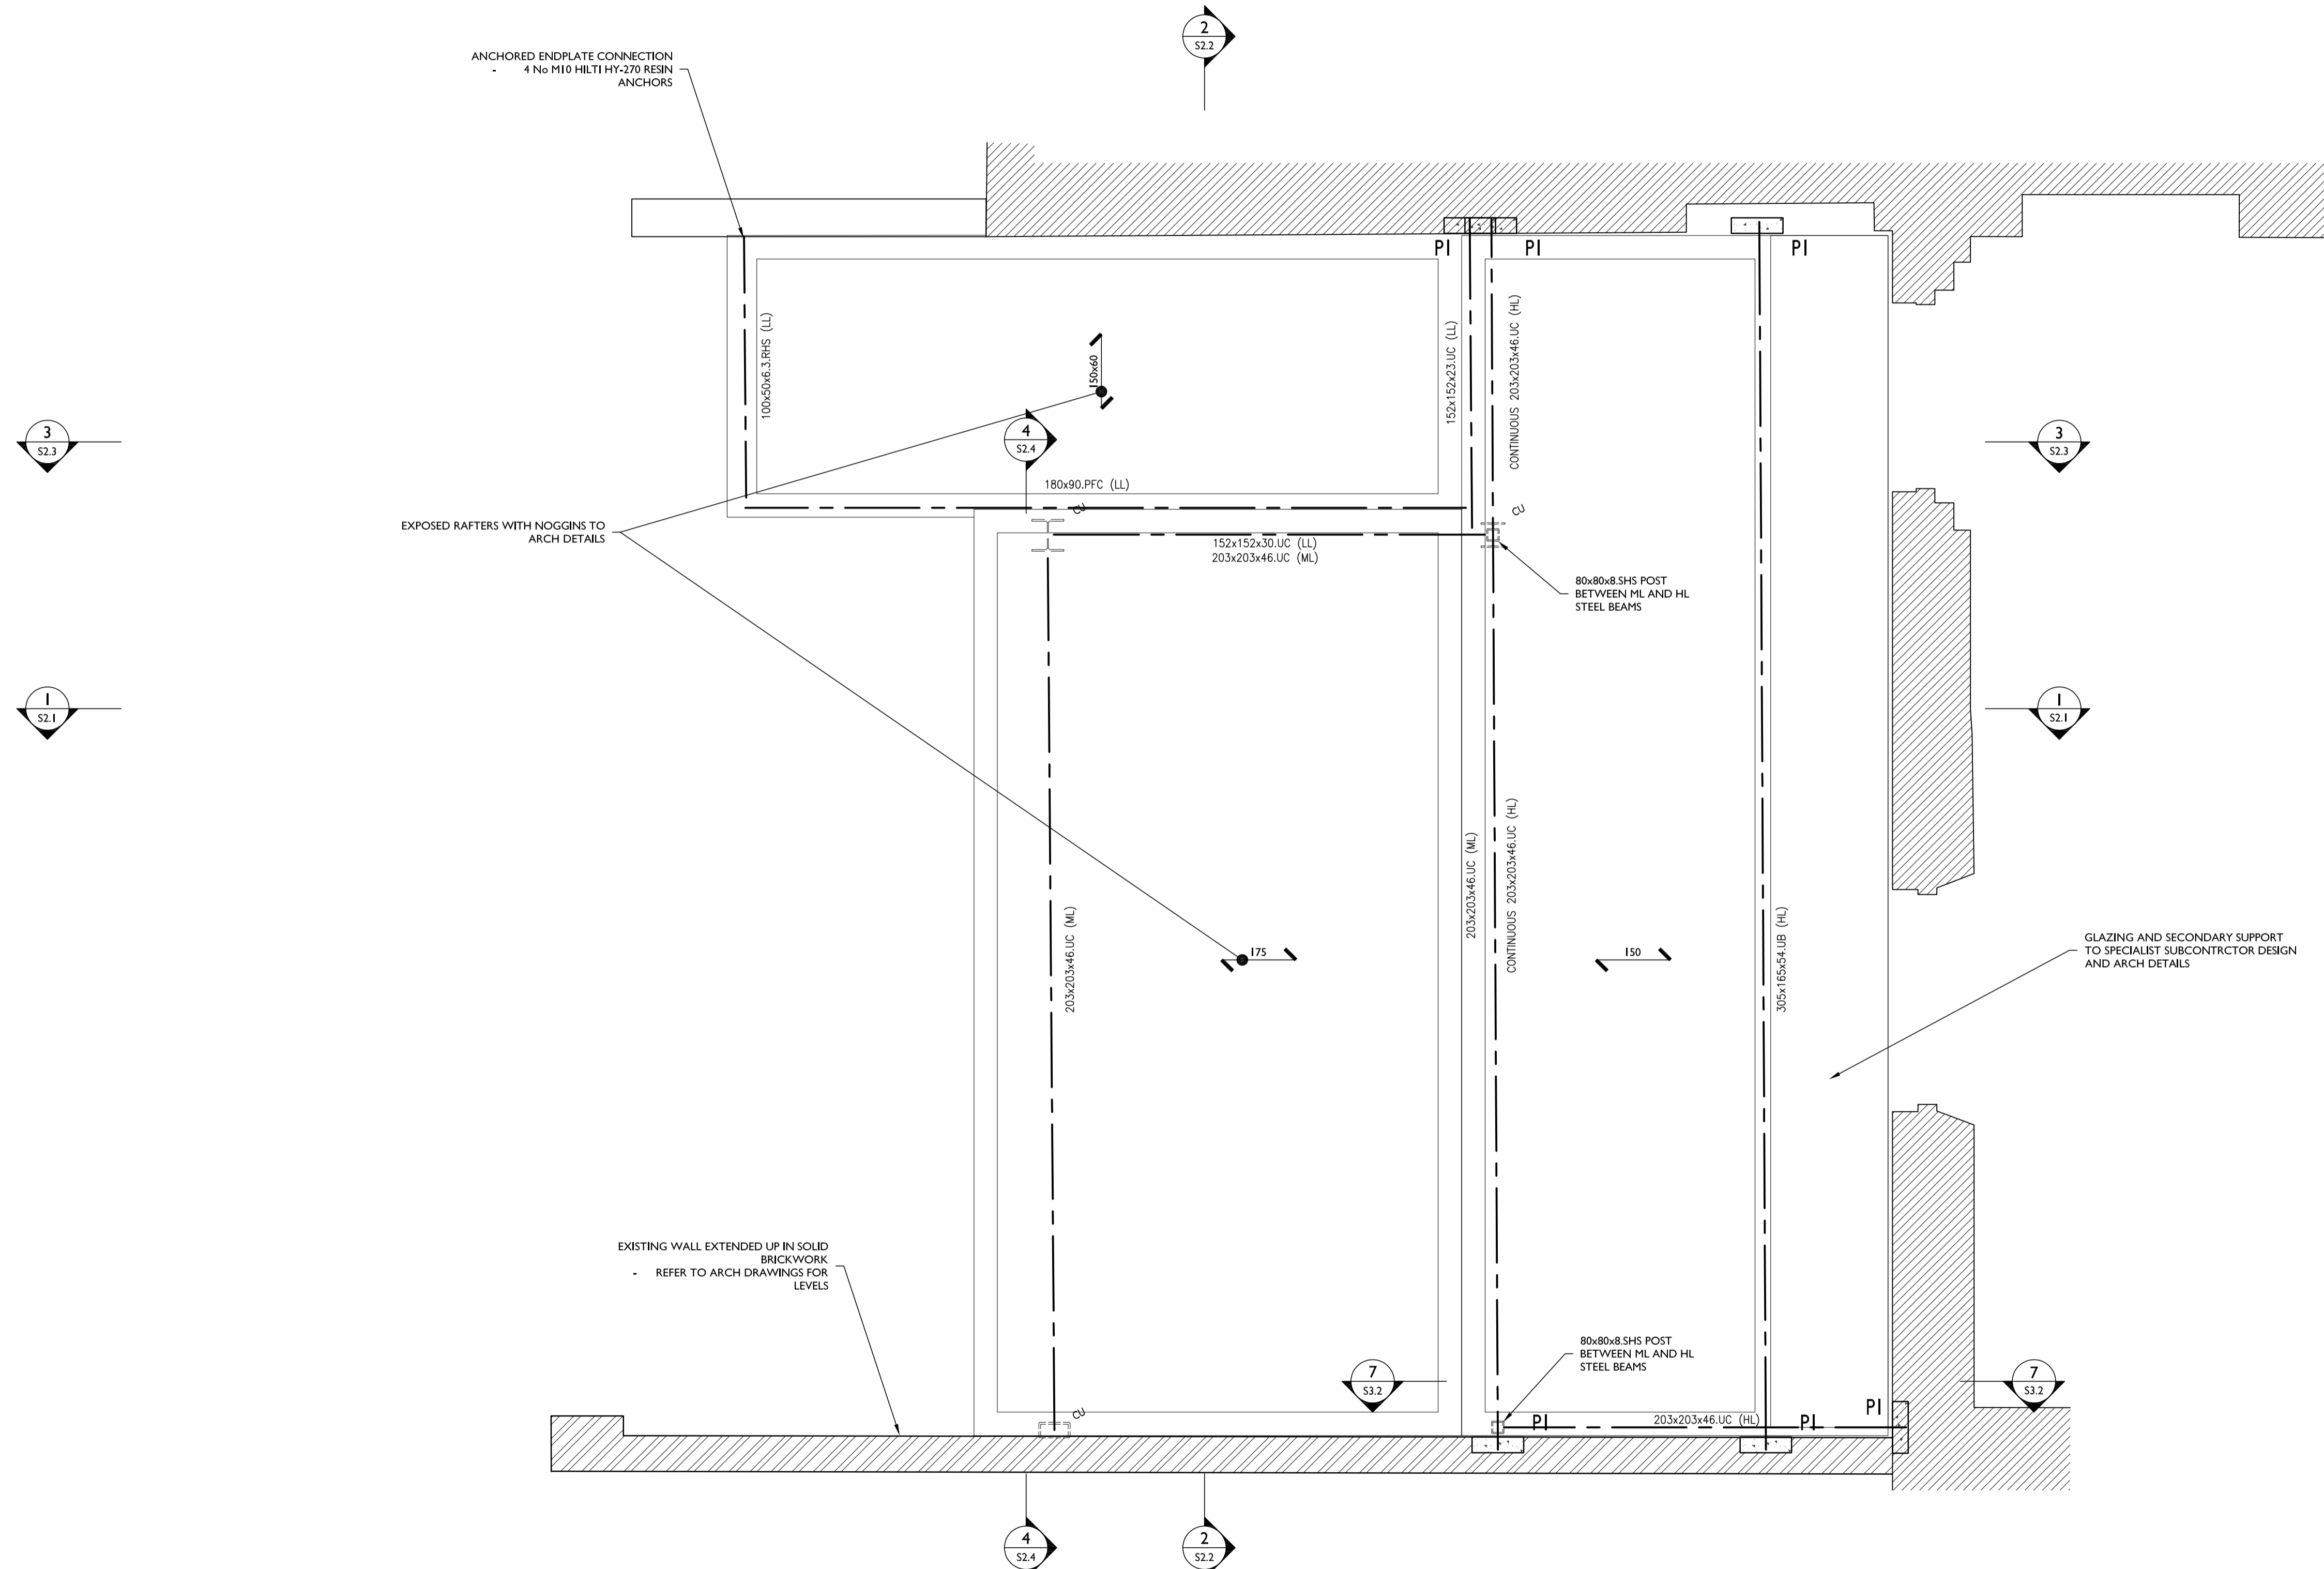 2
S2.2
ANCHORED ENDPLATE CONNECTION
- 4 No M10 HILTI HY-270 RESIN
ANCHORS
PI
PI
PI
100x50x6.3.RHS (LL)
150x60
152x152x23.UC (LL)
CONTINUOUS 203x203x46.UC (HL)
3
S2.3
4
S2.4
3
S2.3
180x90.PFC (LL)
CU
CU
EXPOSED RAFTERS WITH NOGGINS TO
ARCH DETAILS
152x152x30.UC (LL)
203x203x46.UC (ML)
80x80x8.SHS POST
BETWEEN ML AND HL
STEEL BEAMS
1
S2.1
1
S2.1
203x203x46.UC (ML)
203x203x46.UC (ML)
CONTINUOUS 203x203x46.UC (HL)
305x165x54.UB (HL)
175
150
GLAZING AND SECONDARY SUPPORT
TO SPECIALIST SUBCONTRCTOR DESIGN
AND ARCH DETAILS
EXISTING WALL EXTENDED UP IN SOLID
BRICKWORK
- REFER TO ARCH DRAWINGS FOR
LEVELS
80x80x8.SHS POST
BETWEEN ML AND HL
STEEL BEAMS
7
S3.2
7
S3.2
CU
PI
203x203x46.UC (HL)
PI
PI
4
S2.4
2
S2.2